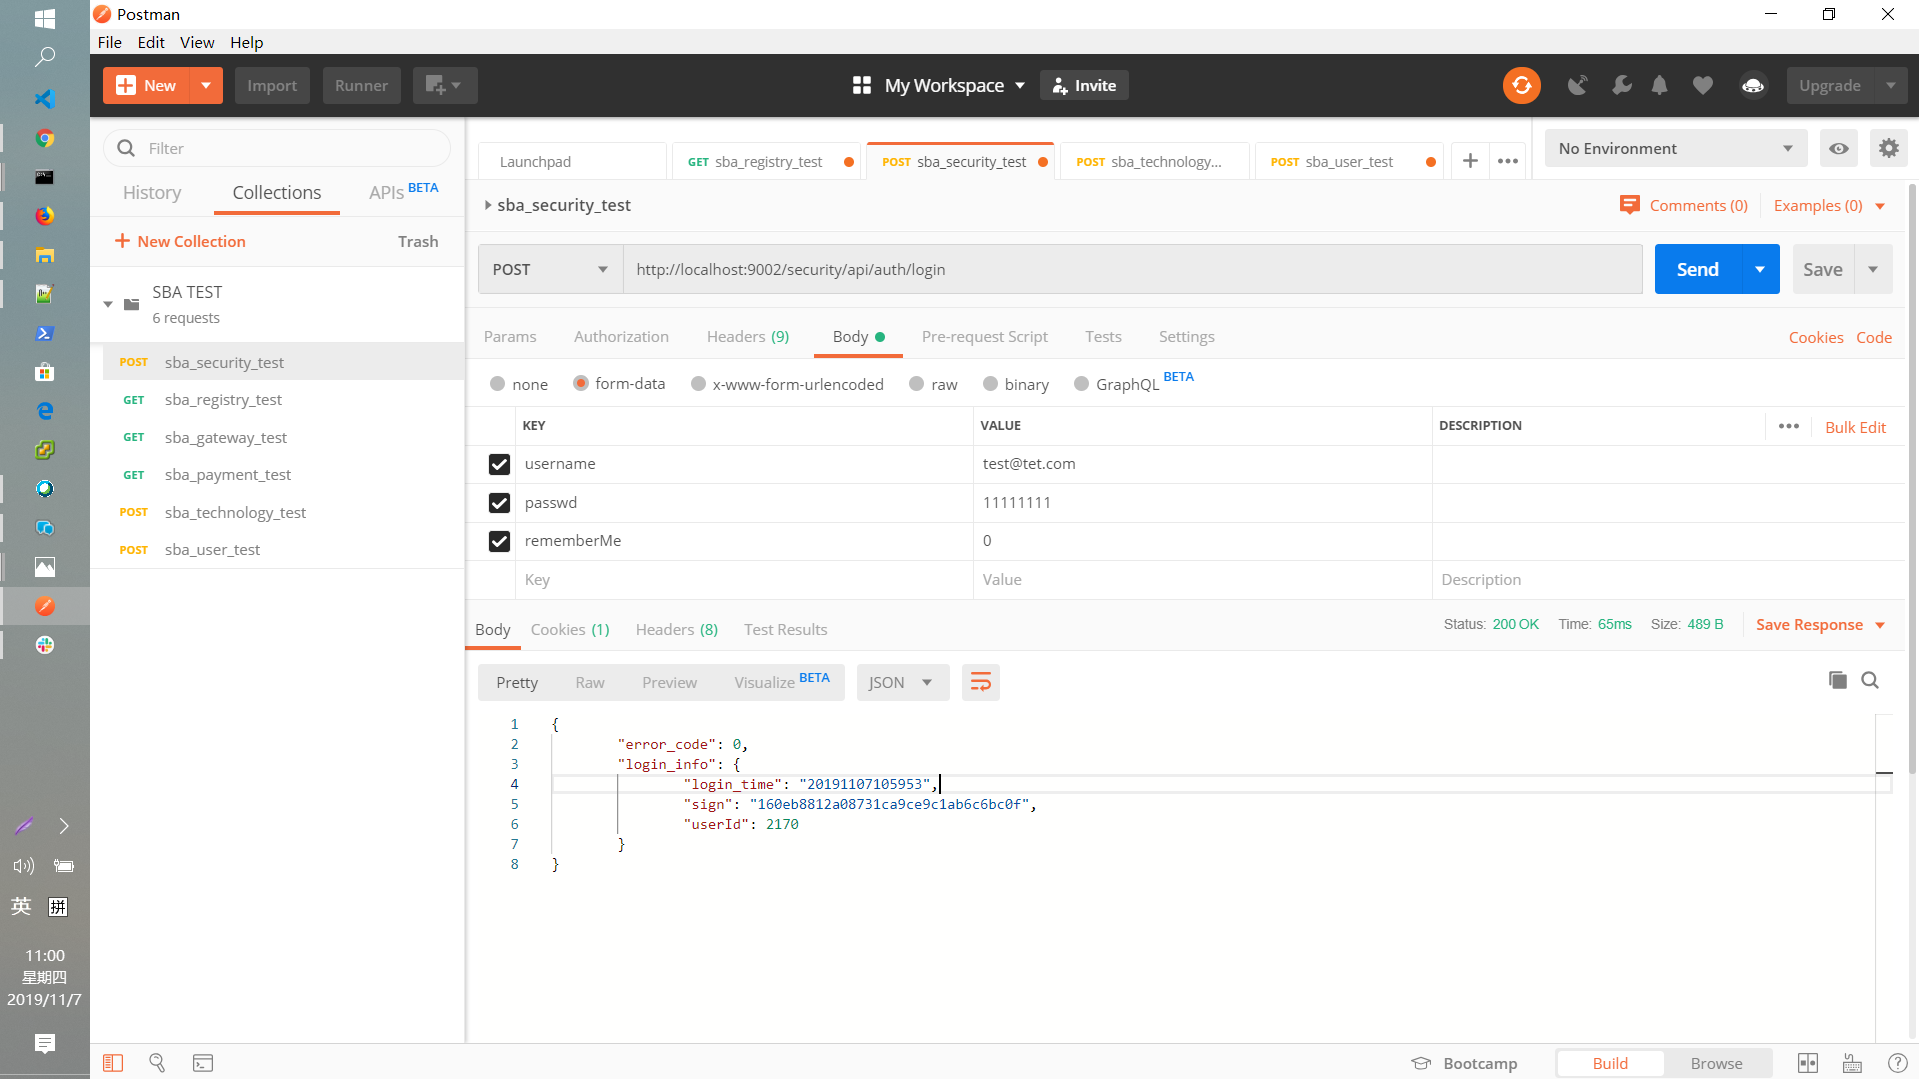 Postman
File Edit View Help
New Import Runner My Workspace Invite Upgrade
Filter
History Collections APIs BETA
New Collection Trash
SBA TEST
6 requests
POST sba_security_test
GET sba_registry_test
GET sba_gateway_test
GET sba_payment_test
POST sba_technology_test
POST sba_user_test
Launchpad GET sba_registry_test POST sba_security_test POST sba_technology... POST sba_user_test
No Environment
sba_security_test Comments (0) Examples (0)
POST http://localhost:9002/security/api/auth/login Send Save
Params Authorization Headers (9) Body Pre-request Script Tests Settings Cookies Code
none form-data x-www-form-urlencoded raw binary GraphQL BETA
KEY VALUE DESCRIPTION Bulk Edit
username test@tet.com
passwd 11111111
rememberMe 0
Key Value Description
Body Cookies (1) Headers (8) Test Results Status: 200 OK Time: 65ms Size: 489 B Save Response
Pretty Raw Preview Visualize BETA JSON
1 {
2 "error_code": 0,
3 "login_info": {
4 "login_time": "20191107105953",
5 "sign": "160eb8812a08731ca9ce9c1ab6c6bc0f",
6 "userId": 2170
7 }
8 }
英 拼
11:00
星期四
2019/11/7
Bootcamp Build Browse